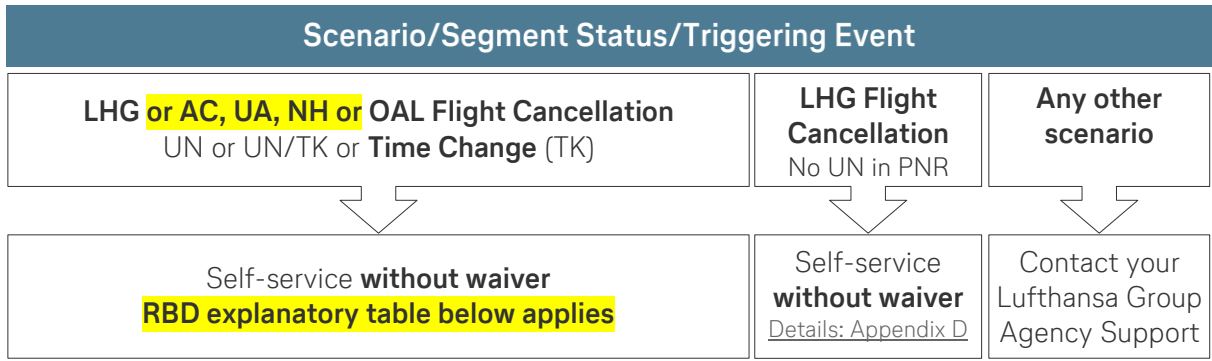 Scenario/Segment Status/Triggering Event
LHG or AC, UA, NH or OAL Flight Cancellation
UN or UN/TK or Time Change (TK)
LHG Flight
Cancellation
No UN in PNR
Any other
scenario
Self-service without waiver
RBD explanatory table below applies
Self-service
without waiver
Details: Appendix D
Contact your
Lufthansa Group
Agency Support